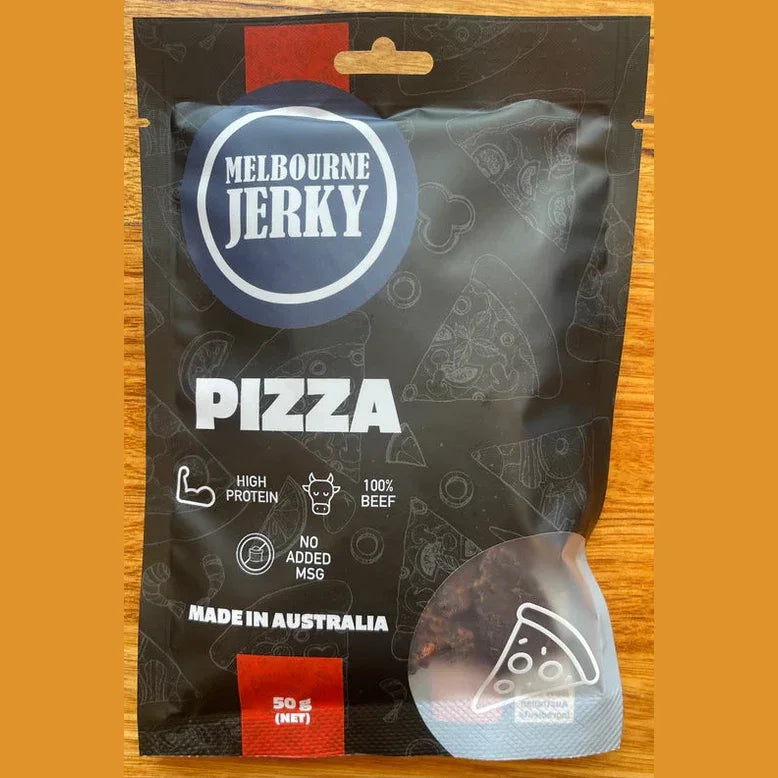 MELBOURNE
JERKY
PIZZA
HIGH
PROTEIN
100%
BEEF
NO
ADDED
MSG
MADE IN AUSTRALIA
50 g
(NET)